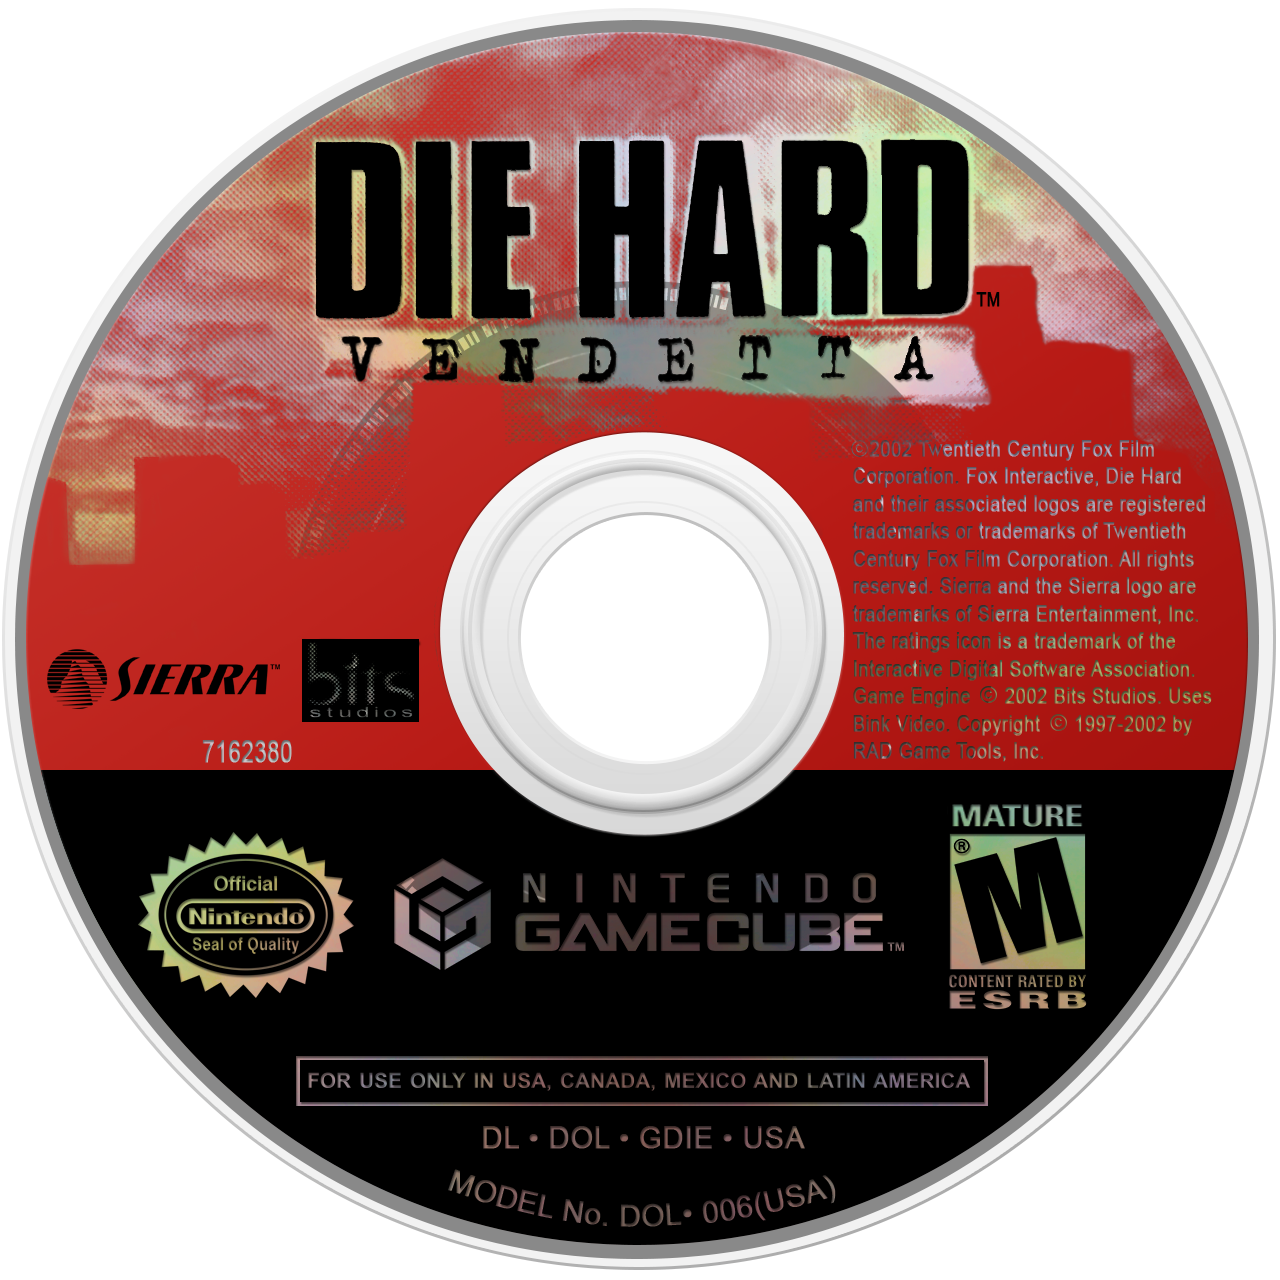 DIE HARD™
VENDETTA
©2002 Twentieth Century Fox Film
Corporation. Fox Interactive, Die Hard
and their associated logos are registered
trademarks or trademarks of Twentieth
Century Fox Film Corporation. All rights
reserved. Sierra and the Sierra logo are
trademarks of Sierra Entertainment, Inc.
The ratings icon is a trademark of the
Interactive Digital Software Association.
Game Engine © 2002 Bits Studios. Uses
Bink Video. Copyright © 1997-2002 by
RAD Game Tools, Inc.
SIERRA™
bits
studios
7162380
Official
Nintendo®
Seal of Quality
NINTENDO
GAMECUBE™
MATURE
®
M
CONTENT RATED BY
ESRB
FOR USE ONLY IN USA, CANADA, MEXICO AND LATIN AMERICA
DL • DOL • GDIE • USA
MODEL No. DOL• 006(USA)